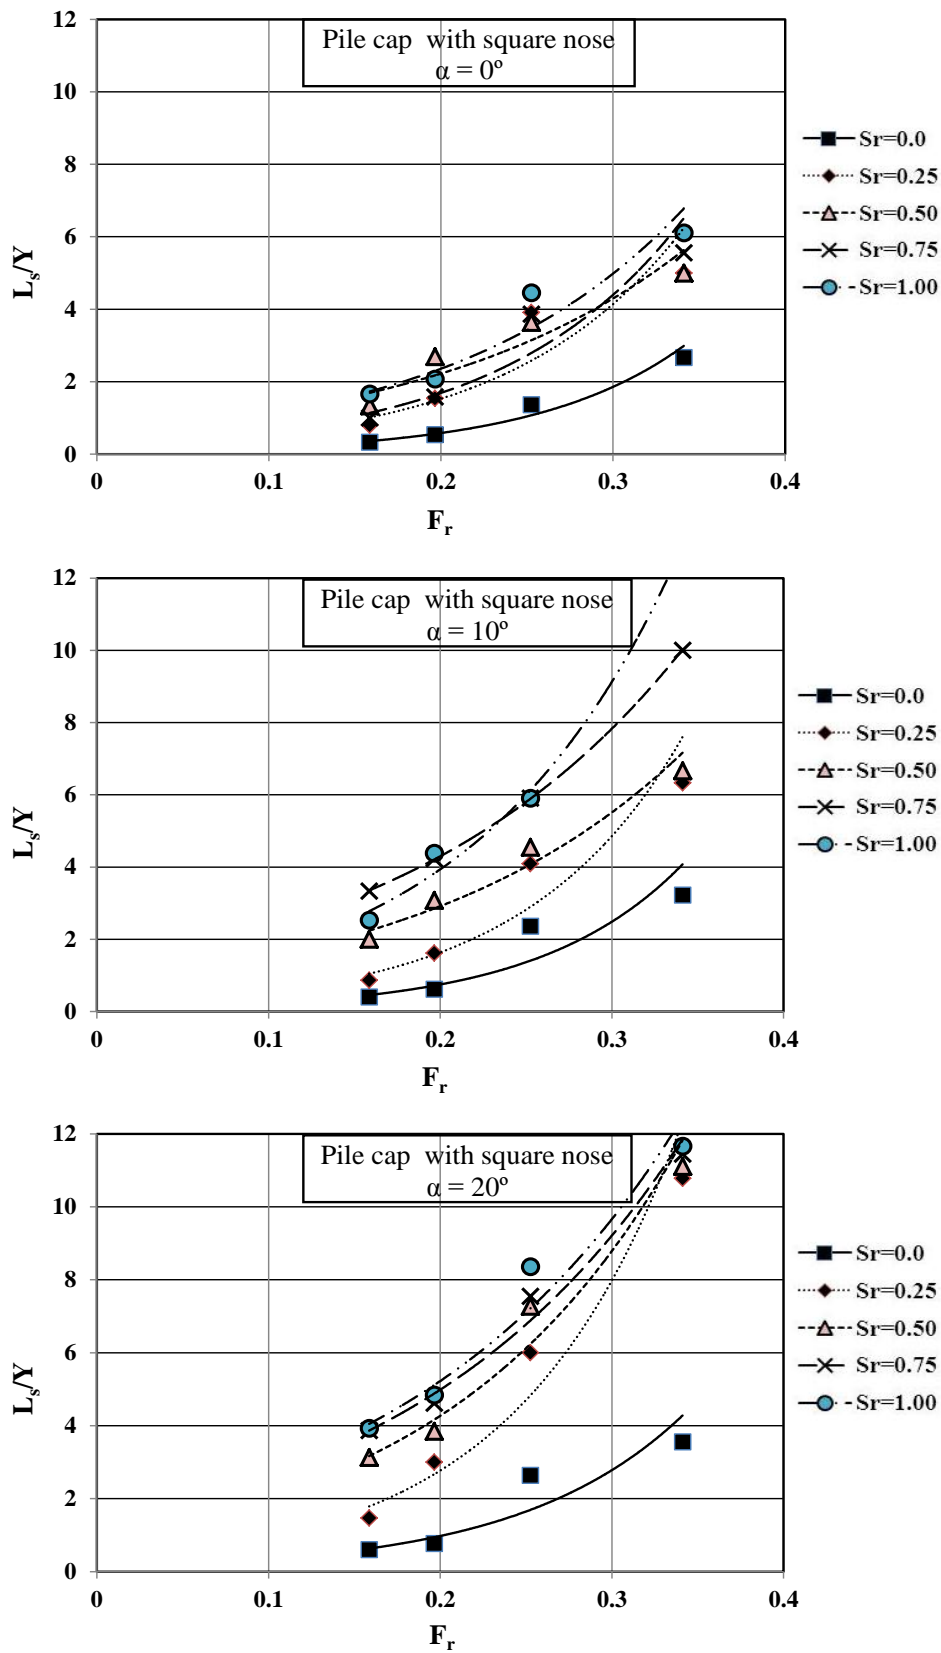 Pile cap with square nose
α = 0º
12
10
8
6
4
2
0
Ls/Y
0 0.1 0.2 0.3 0.4
Fr
Sr=0.0
Sr=0.25
Sr=0.50
Sr=0.75
Sr=1.00
Pile cap with square nose
α = 10º
12
10
8
6
4
2
0
Ls/Y
0 0.1 0.2 0.3 0.4
Fr
Sr=0.0
Sr=0.25
Sr=0.50
Sr=0.75
Sr=1.00
Pile cap with square nose
α = 20º
12
10
8
6
4
2
0
Ls/Y
0 0.1 0.2 0.3 0.4
Fr
Sr=0.0
Sr=0.25
Sr=0.50
Sr=0.75
Sr=1.00